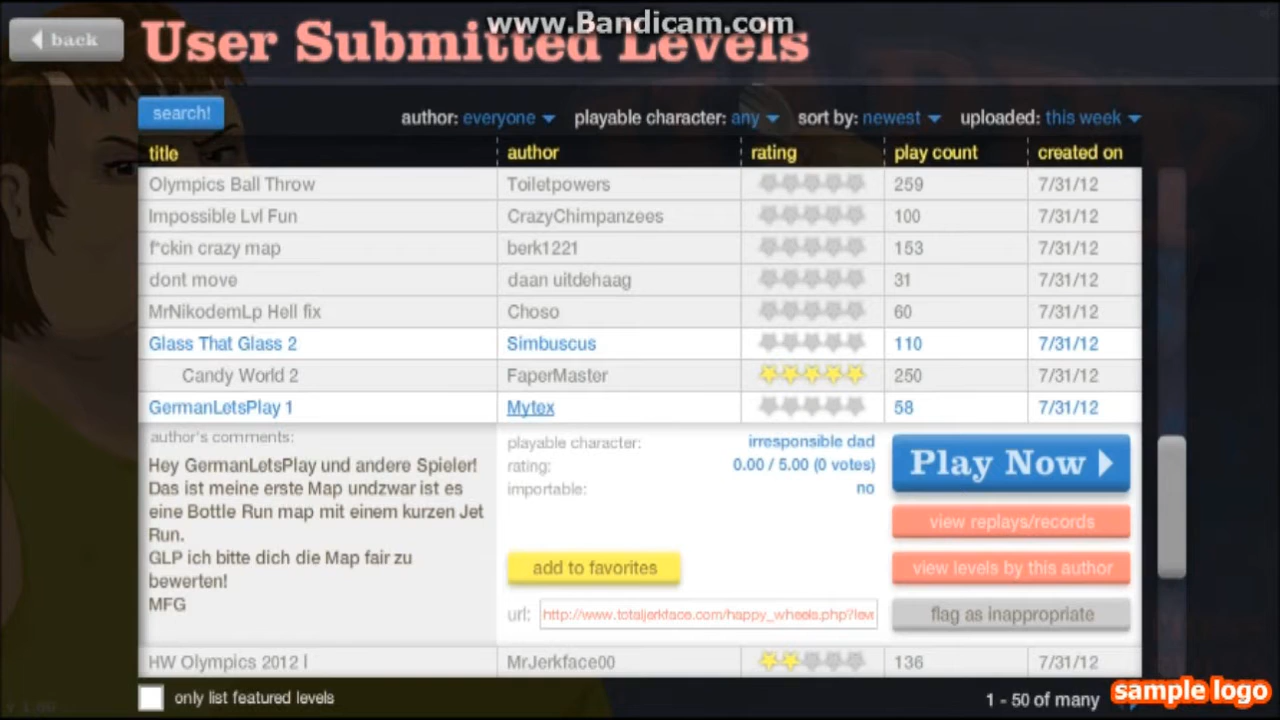 www.Bandicam.com
back
User Submitted Levels
search!
author: everyone playable character: any sort by: newest uploaded: this week
title author rating play count created on
Olympics Ball Throw Toiletpowers 259 7/31/12
Impossible Lvl Fun CrazyChimpanzees 100 7/31/12
f*ckin crazy map berk1221 153 7/31/12
dont move daan uitdehaag 31 7/31/12
MrNikodemLp Hell fix Choso 60 7/31/12
Glass That Glass 2 Simbuscus 110 7/31/12
Candy World 2 FaperMaster 250 7/31/12
GermanLetsPlay 1 Mytex 58 7/31/12
author's comments:
Hey GermanLetsPlay und andere Spieler!
Das ist meine erste Map undzwar ist es
eine Bottle Run map mit einem kurzen Jet
Run.
GLP ich bitte dich die Map fair zu
bewerten!
MFG
playable character: irresponsible dad
rating: 0.00 / 5.00 (0 votes)
importable: no
add to favorites
url: http://www.totaljerkface.com/happy_wheels.php?leve
Play Now
view replays/records
view levels by this author
flag as inappropriate
HW Olympics 2012 l MrJerkface00 136 7/31/12
only list featured levels
1 - 50 of many
sample logo